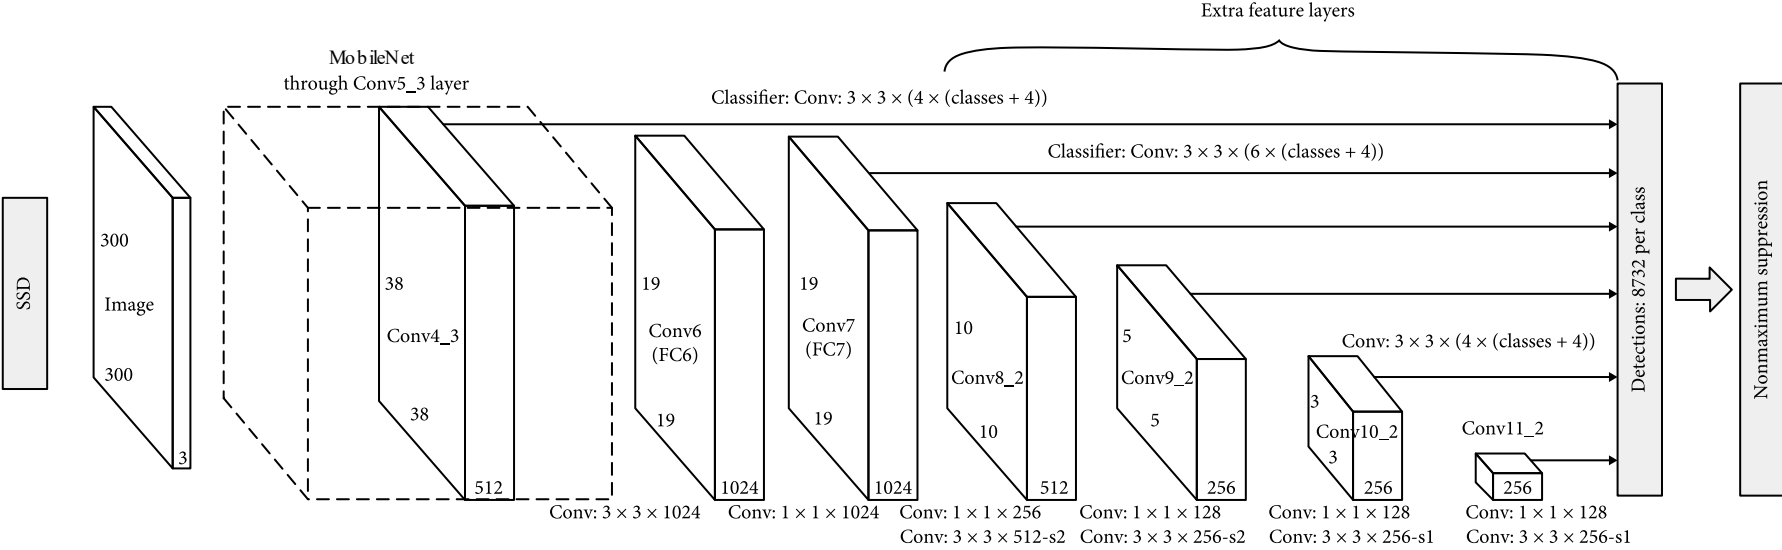 Extra feature layers
MobileNet
through Conv5_3 layer
Classifier: Conv: 3 × 3 × (4 × (classes + 4))
Classifier: Conv: 3 × 3 × (6 × (classes + 4))
SSD
300
Image
300
3
38
Conv4_3
38
512
19
Conv6
(FC6)
19
1024
19
Conv7
(FC7)
19
1024
10
Conv8_2
10
512
5
Conv9_2
5
256
Conv: 3 × 3 × (4 × (classes + 4))
3
Conv10_2
3
256
Conv11_2
256
Detections: 8732 per class
Nonmaximum suppression
Conv: 3 × 3 × 1024
Conv: 1 × 1 × 1024
Conv: 1 × 1 × 256
Conv: 3 × 3 × 512-s2
Conv: 1 × 1 × 128
Conv: 3 × 3 × 256-s2
Conv: 1 × 1 × 128
Conv: 3 × 3 × 256-s1
Conv: 1 × 1 × 128
Conv: 3 × 3 × 256-s1